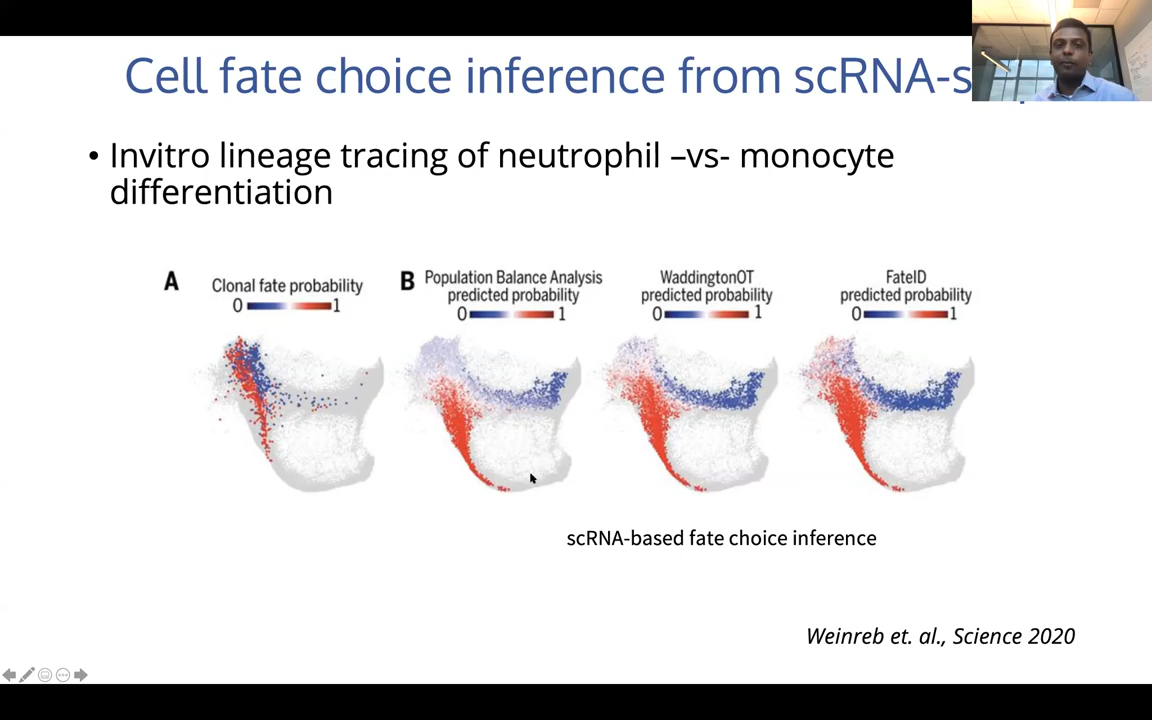 Cell fate choice inference from scRNA-s
• Invitro lineage tracing of neutrophil –vs- monocyte
differentiation
A
Clonal fate probability
0 1
B
Population Balance Analysis
predicted probability
0 1
WaddingtonOT
predicted probability
0 1
FateID
predicted probability
0 1
scRNA-based fate choice inference
Weinreb et. al., Science 2020